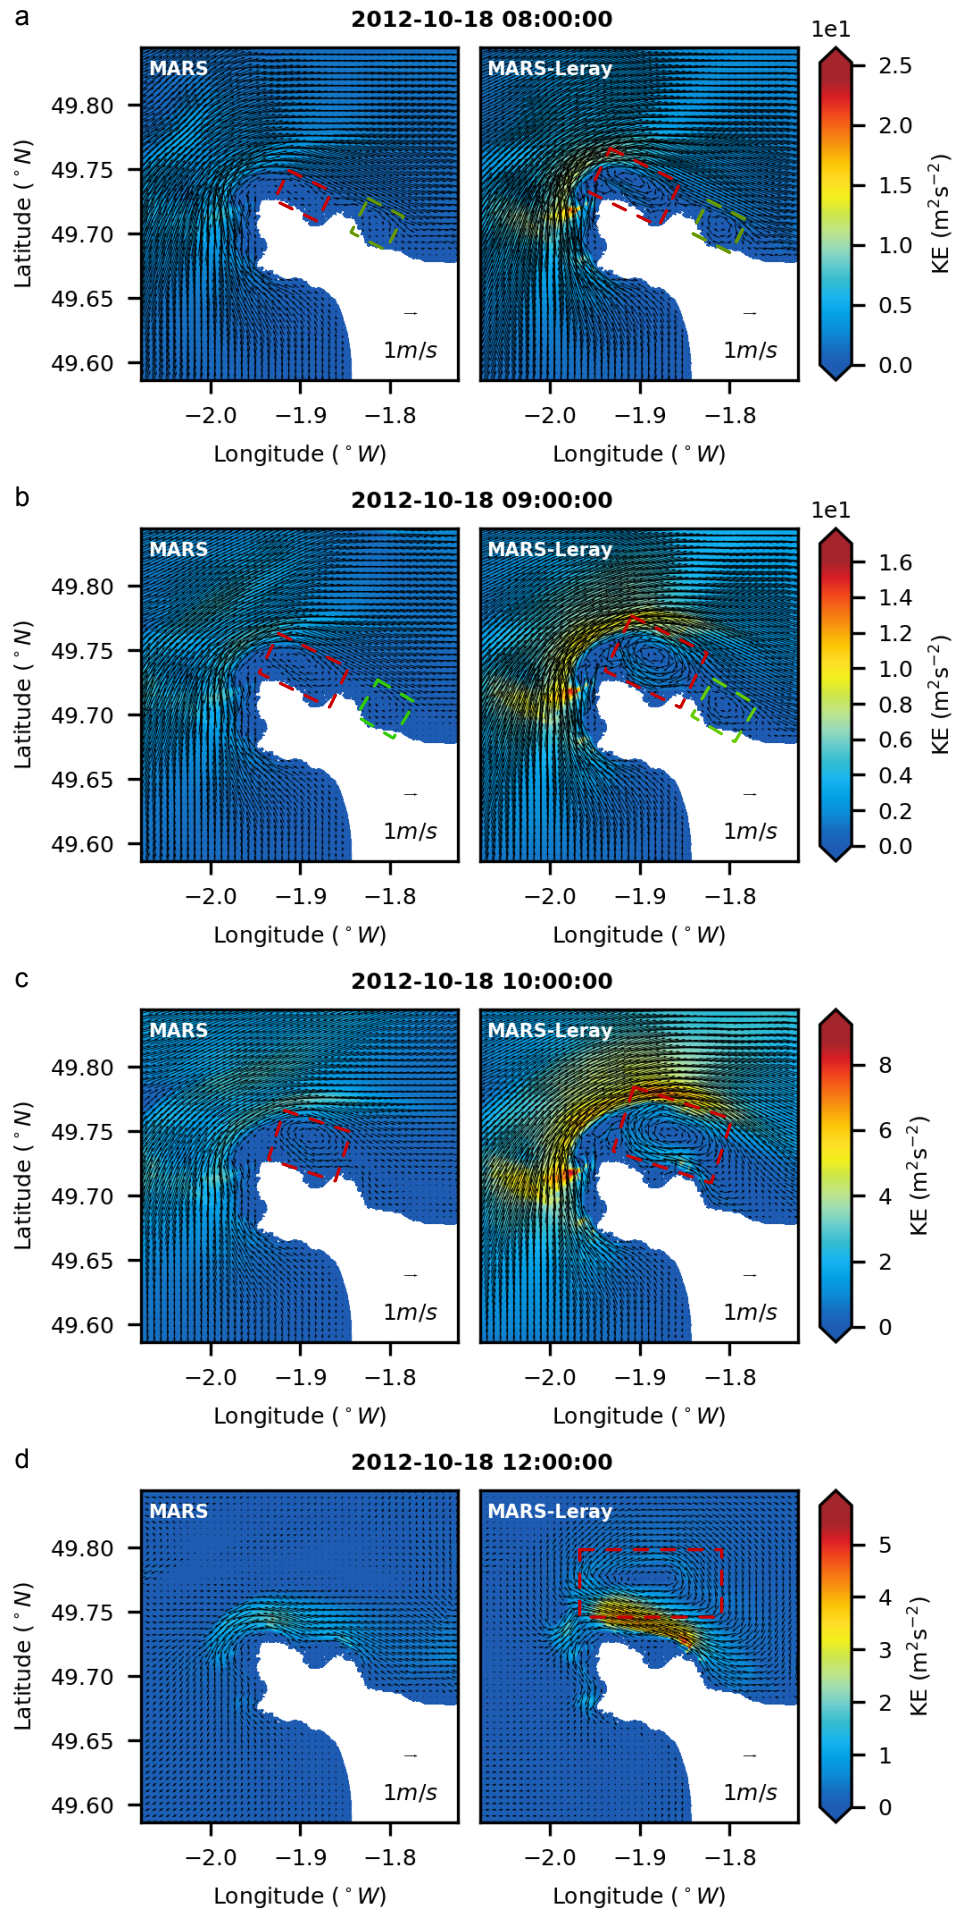 a
2012-10-18 08:00:00
1e1
MARS
MARS-Leray
2.5
2.0
1.5
1.0
0.5
0.0
KE (m²s⁻²)
49.80
49.75
49.70
49.65
49.60
Latitude (°N)
1m/s
1m/s
−2.0 −1.9 −1.8
−2.0 −1.9 −1.8
Longitude (°W)
Longitude (°W)
b
2012-10-18 09:00:00
1e1
MARS
MARS-Leray
1.6
1.4
1.2
1.0
0.8
0.6
0.4
0.2
0.0
KE (m²s⁻²)
49.80
49.75
49.70
49.65
49.60
Latitude (°N)
1m/s
1m/s
−2.0 −1.9 −1.8
−2.0 −1.9 −1.8
Longitude (°W)
Longitude (°W)
c
2012-10-18 10:00:00
MARS
MARS-Leray
8
6
4
2
0
KE (m²s⁻²)
49.80
49.75
49.70
49.65
49.60
Latitude (°N)
1m/s
1m/s
−2.0 −1.9 −1.8
−2.0 −1.9 −1.8
Longitude (°W)
Longitude (°W)
d
2012-10-18 12:00:00
MARS
MARS-Leray
5
4
3
2
1
0
KE (m²s⁻²)
49.80
49.75
49.70
49.65
49.60
Latitude (°N)
1m/s
1m/s
−2.0 −1.9 −1.8
−2.0 −1.9 −1.8
Longitude (°W)
Longitude (°W)